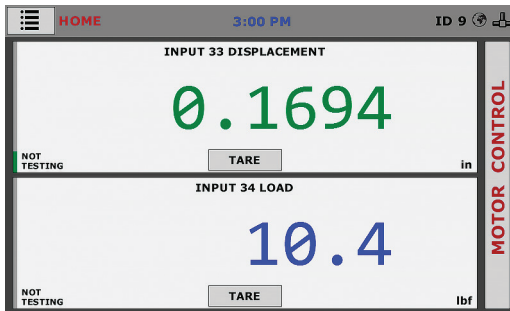 HOME 3:00 PM ID 9
INPUT 33 DISPLACEMENT
0.1694
NOT
TESTING
TARE
in
INPUT 34 LOAD
10.4
NOT
TESTING
TARE
lbf
MOTOR CONTROL